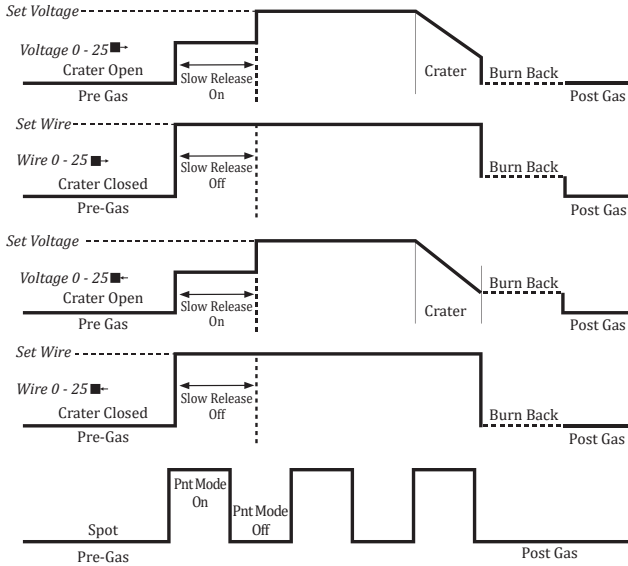 Set Voltage
Voltage 0 - 25
Crater Open
Slow Release
On
Crater
Burn Back
Pre Gas
Post Gas
Set Wire
Wire 0 - 25
Slow Release
Off
Burn Back
Crater Closed
Pre-Gas
Post Gas
Set Voltage
Voltage 0 - 25
Crater Open
Slow Release
On
Crater
Burn Back
Pre Gas
Post Gas
Set Wire
Wire 0 - 25
Slow Release
Off
Crater Closed
Burn Back
Pre-Gas
Post Gas
Pnt Mode
On
Pnt Mode
Off
Spot
Pre-Gas
Post Gas